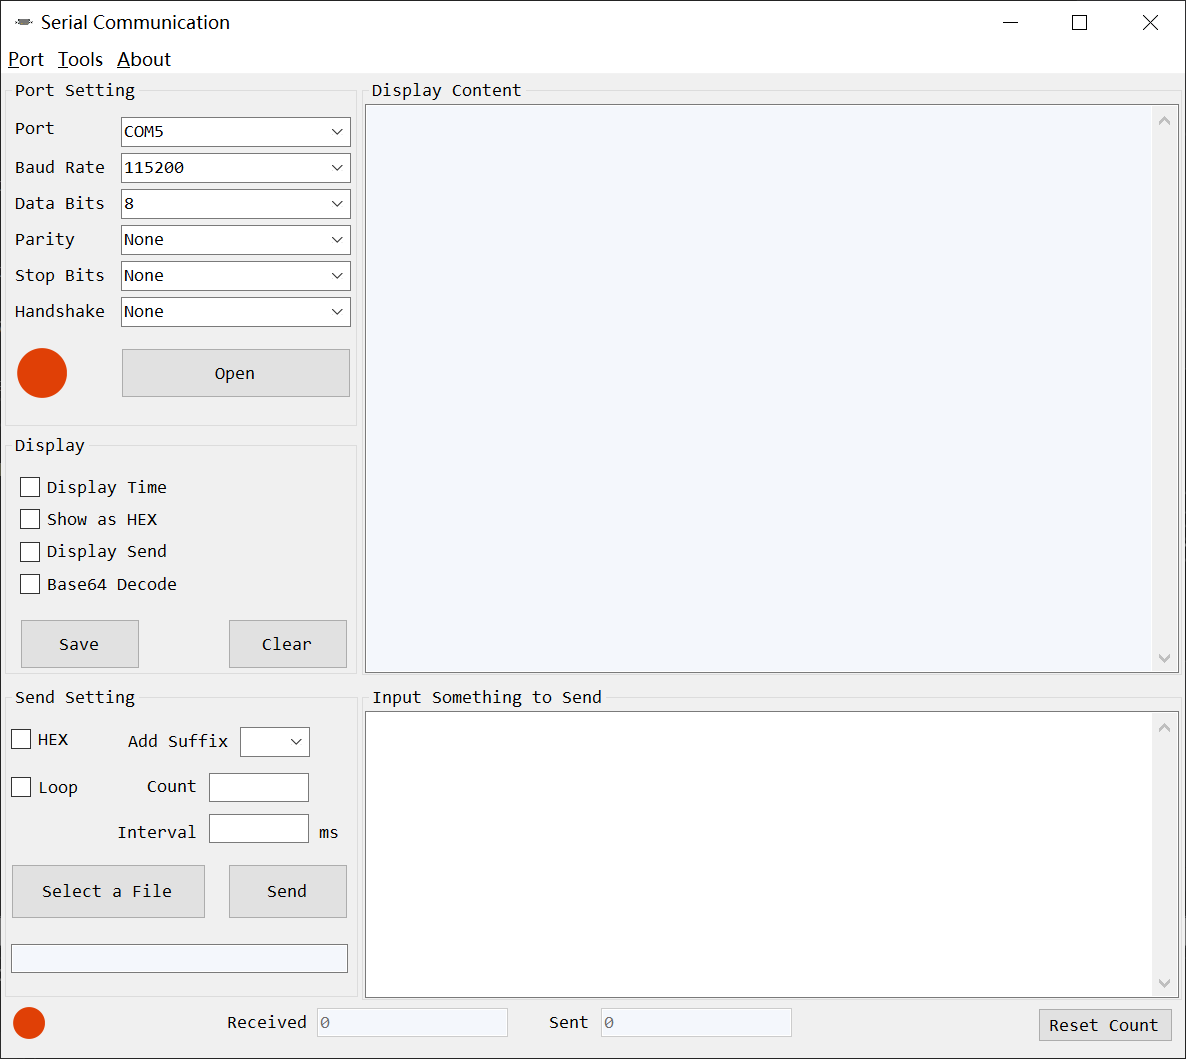 Serial Communication
Port Tools About
Port Setting
Port COM5
Baud Rate 115200
Data Bits 8
Parity None
Stop Bits None
Handshake None
Open
Display
Display Time
Show as HEX
Display Send
Base64 Decode
Save Clear
Send Setting
HEX Add Suffix
Loop Count
Interval ms
Select a File Send
Display Content
Input Something to Send
Received 0 Sent 0 Reset Count